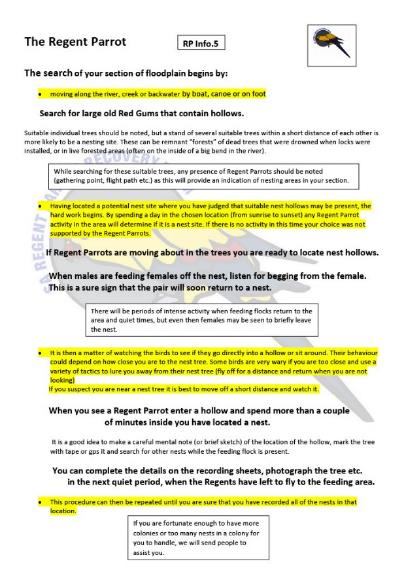 The Regent Parrot
RP Info.5
The search of your section of floodplain begins by:
• moving along the river, creek or backwater by boat, canoe or on foot
Search for large old Red Gums that contain hollows.
Suitable individual trees should be noted, but a stand of several suitable trees within a short distance of each other is
more likely to be a nesting site. These can be remnant "forests" of dead trees that were drowned when locks were
installed, or in live forested areas (often on the inside of a big bend in the river).
While searching for these suitable trees, any presence of Regent Parrots should be noted
(gathering point, flight path etc.) as this will provide an indication of nesting areas in your section.
• Having located a potential nest site where you have judged that suitable nest hollows may be present, the
hard work begins. By spending a day in the chosen location (from sunrise to sunset) any Regent Parrot
activity in the area will determine if it is a nest site. If there is no activity in this time your choice was not
supported by the Regent Parrots.
If Regent Parrots are moving about in the trees you are ready to locate nest hollows.
When males are feeding females off the nest, listen for begging from the female.
This is a sure sign that the pair will soon return to a nest.
There will be periods of intense activity when feeding flocks return to the
area and quiet times, but even then females may be seen to briefly leave
the nest.
• It is then a matter of watching the birds to see if they go directly into a hollow or sit around. Their behaviour
could depend on how close you are to the nest tree. Some birds are very wary if you are too close and use a
variety of tactics to lure you away from their nest tree (fly off for a distance and return when you are not
looking)
If you suspect you are near a nest tree it is best to move off a short distance and watch it.
When you see a Regent Parrot enter a hollow and spend more than a couple
of minutes inside you have located a nest.
It is a good idea to make a careful mental note (or brief sketch) of the location of the hollow, mark the tree
with tape or gps it and search for other nests while the feeding flock is present.
You can complete the details on the recording sheets, photograph the tree etc.
in the next quiet period, when the Regents have left to fly to the feeding area.
• This procedure can then be repeated until you are sure that you have recorded all of the nests in that
location.
If you are fortunate enough to have more
colonies or too many nests in a colony for
you to handle, we will send people to
assist you.